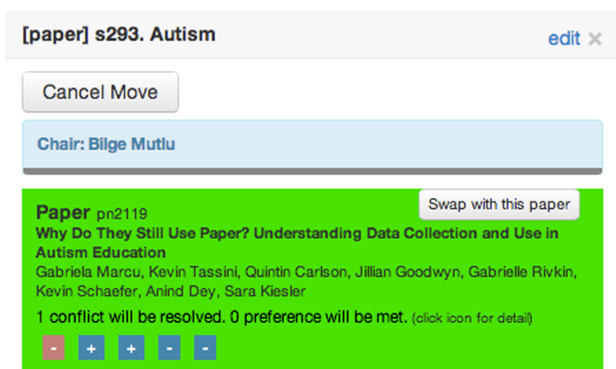 [paper] s293. Autism
edit ×
Cancel Move
Chair: Bilge Mutlu
Swap with this paper
Paper pn2119
Why Do They Still Use Paper? Understanding Data Collection and Use in
Autism Education
Gabriela Marcu, Kevin Tassini, Quintin Carlson, Jillian Goodwyn, Gabrielle Rivkin,
Kevin Schaefer, Anind Dey, Sara Kiesler
1 conflict will be resolved. 0 preference will be met. (click icon for detail)
- + + - -